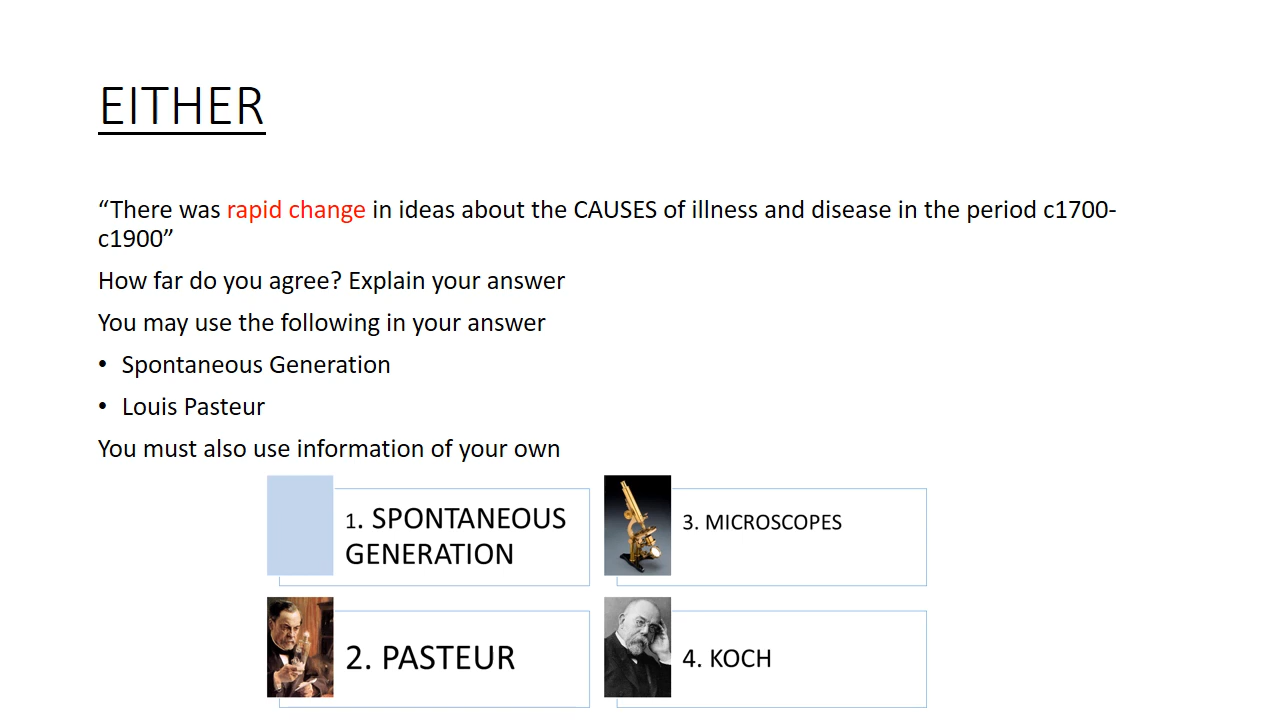 EITHER
“There was rapid change in ideas about the CAUSES of illness and disease in the period c1700-
c1900”
How far do you agree? Explain your answer
You may use the following in your answer
• Spontaneous Generation
• Louis Pasteur
You must also use information of your own
1. SPONTANEOUS
GENERATION
3. MICROSCOPES
2. PASTEUR
4. KOCH